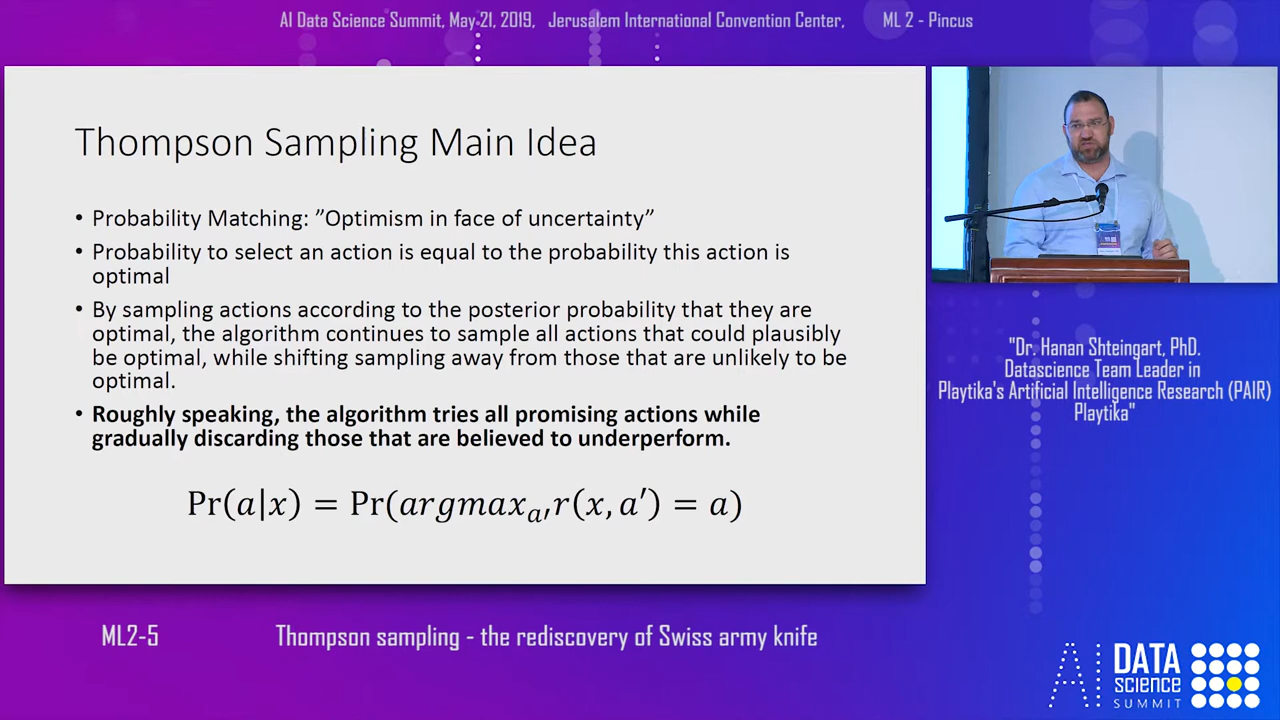 AI Data Science Summit, May 21, 2019, Jerusalem International Convention Center, ML 2 - Pincus
Thompson Sampling Main Idea
• Probability Matching: ”Optimism in face of uncertainty”
• Probability to select an action is equal to the probability this action is
optimal
• By sampling actions according to the posterior probability that they are
optimal, the algorithm continues to sample all actions that could plausibly
be optimal, while shifting sampling away from those that are unlikely to be
optimal.
• Roughly speaking, the algorithm tries all promising actions while
gradually discarding those that are believed to underperform.
Pr(a|x) = Pr(argmax_{a′}r(x, a′) = a)
"Dr. Hanan Shteingart, PhD.
Datascience Team Leader in
Playtika's Artificial Intelligence Research (PAIR)
Playtika"
ML2-5 Thompson sampling - the rediscovery of Swiss army knife
AI DATA
Science
SUMMIT